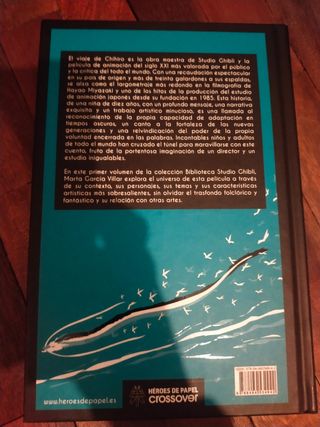 El viaje de Chihiro es la obra maestra de Studio Ghibli y la
película de animación del siglo XXI más valorada por el público
y la crítica del todo el mundo. Con una recaudación espectacular
en su país de origen y más de treinta galardones a sus espaldas,
se alza como el largometraje más redondo en la filmografía de
Hayao Miyazaki y uno de los hitos de la producción del estudio
de animación japonés desde su fundación en 1985. Esta historia,
de una niña de diez años, con un profundo mensaje, una narrativa
exquisita y un trabajo artístico minucioso, es una llamada al
reconocimiento de la propia capacidad de adaptación en
tiempos oscuros, un canto a la fortaleza de las nuevas
generaciones y una reivindicación del poder de la propia
voluntad encerrada en las palabras. Incontables niños y adultos
de todo el mundo han cruzado el túnel para maravillarse con este
cuento, fruto de la portentosa imaginación de un director y un
estudio inigualables.
En este primer volumen de la colección Biblioteca Studio Ghibli,
Marta García Villar explora el universo de esta película a través
de su contexto, sus personajes, sus temas y sus características
artísticas más sobresalientes, sin olvidar el trasfondo folclórico y
fantástico y su relación con otras artes.
www.heroesdepapel.es
HÉROES DE PAPEL
crossover